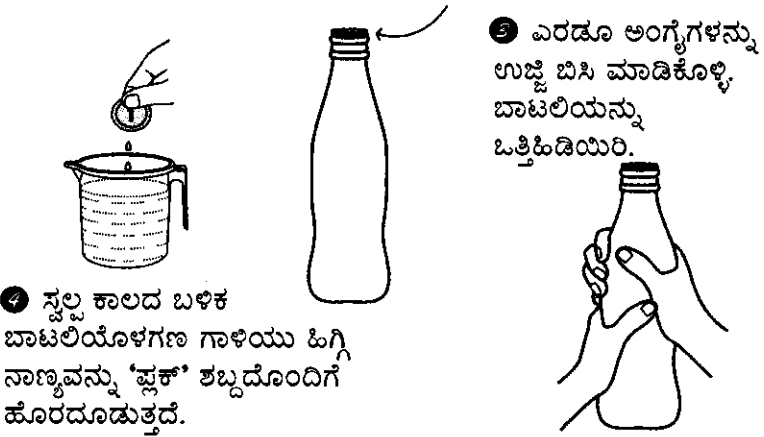 3 ಎರಡೂ ಅಂಗೈಗಳನ್ನು
ಉಜ್ಜಿ ಬಿಸಿ ಮಾಡಿಕೊಳ್ಳಿ.
ಬಾಟಲಿಯನ್ನು
ಒತ್ತಿಹಿಡಿಯಿರಿ.
4 ಸ್ವಲ್ಪ ಕಾಲದ ಬಳಿಕ
ಬಾಟಲಿಯೊಳಗಣ ಗಾಳಿಯು ಹಿಗ್ಗಿ
ನಾಣ್ಯವನ್ನು ‘ಪ್ಲಕ್’ ಶಬ್ದದೊಂದಿಗೆ
ಹೊರದೂಡುತ್ತದೆ.